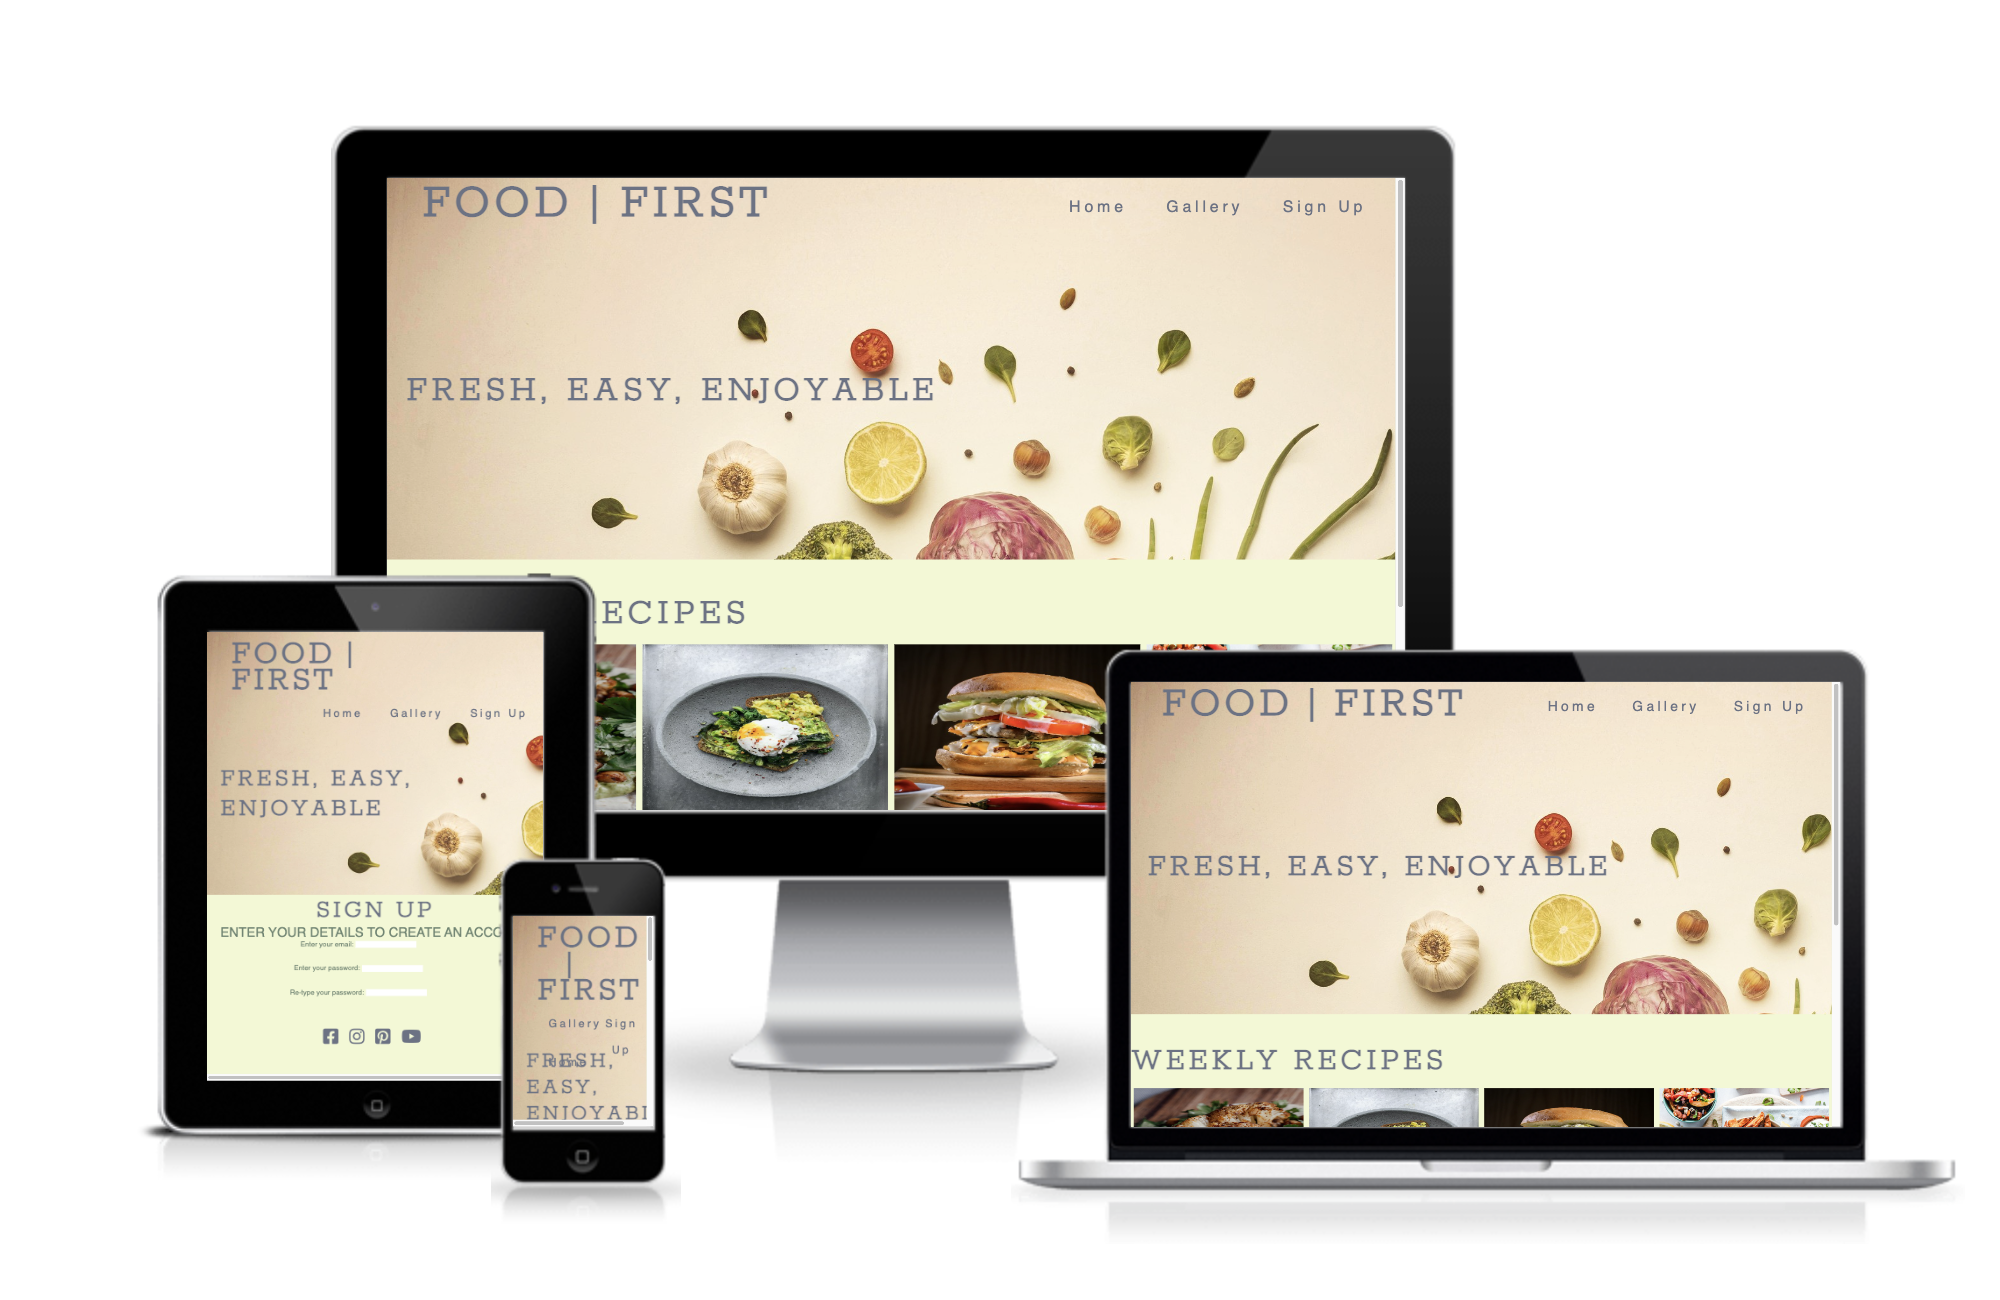 FOOD | FIRST
Home Gallery Sign Up
FRESH, EASY, ENJOYABLE
ECIPES
FOOD |
FIRST
Home Gallery Sign Up
FRESH, EASY,
ENJOYABLE
SIGN UP
ENTER YOUR DETAILS TO CREATE AN ACCO
Enter your email:
Enter your password:
Re-type your password:
FOOD
|
FIRST
Gallery Sign
Up
Home
FRESH,
EASY,
ENJOYABL
FOOD | FIRST
Home Gallery Sign Up
FRESH, EASY, ENJOYABLE
WEEKLY RECIPES